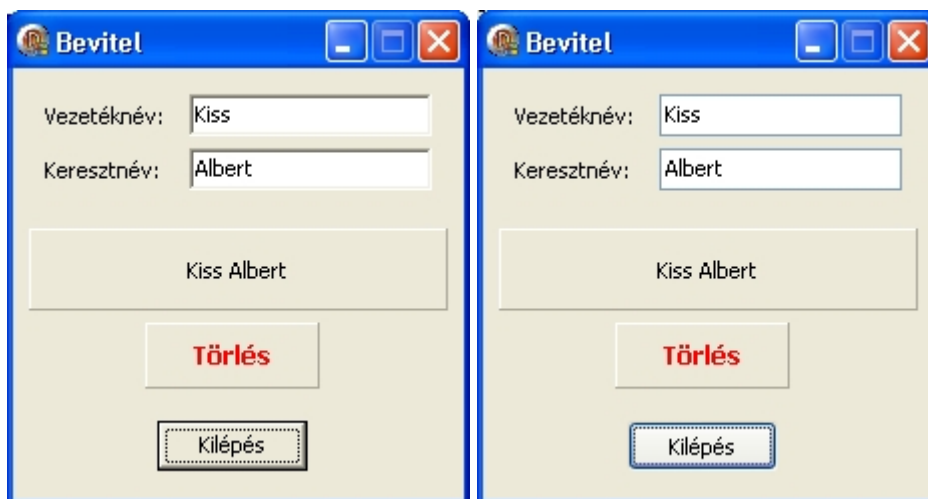 Bevitel
Vezetéknév: Kiss
Keresztnév: Albert
Kiss Albert
Törlés
Kilépés
Bevitel
Vezetéknév: Kiss
Keresztnév: Albert
Kiss Albert
Törlés
Kilépés